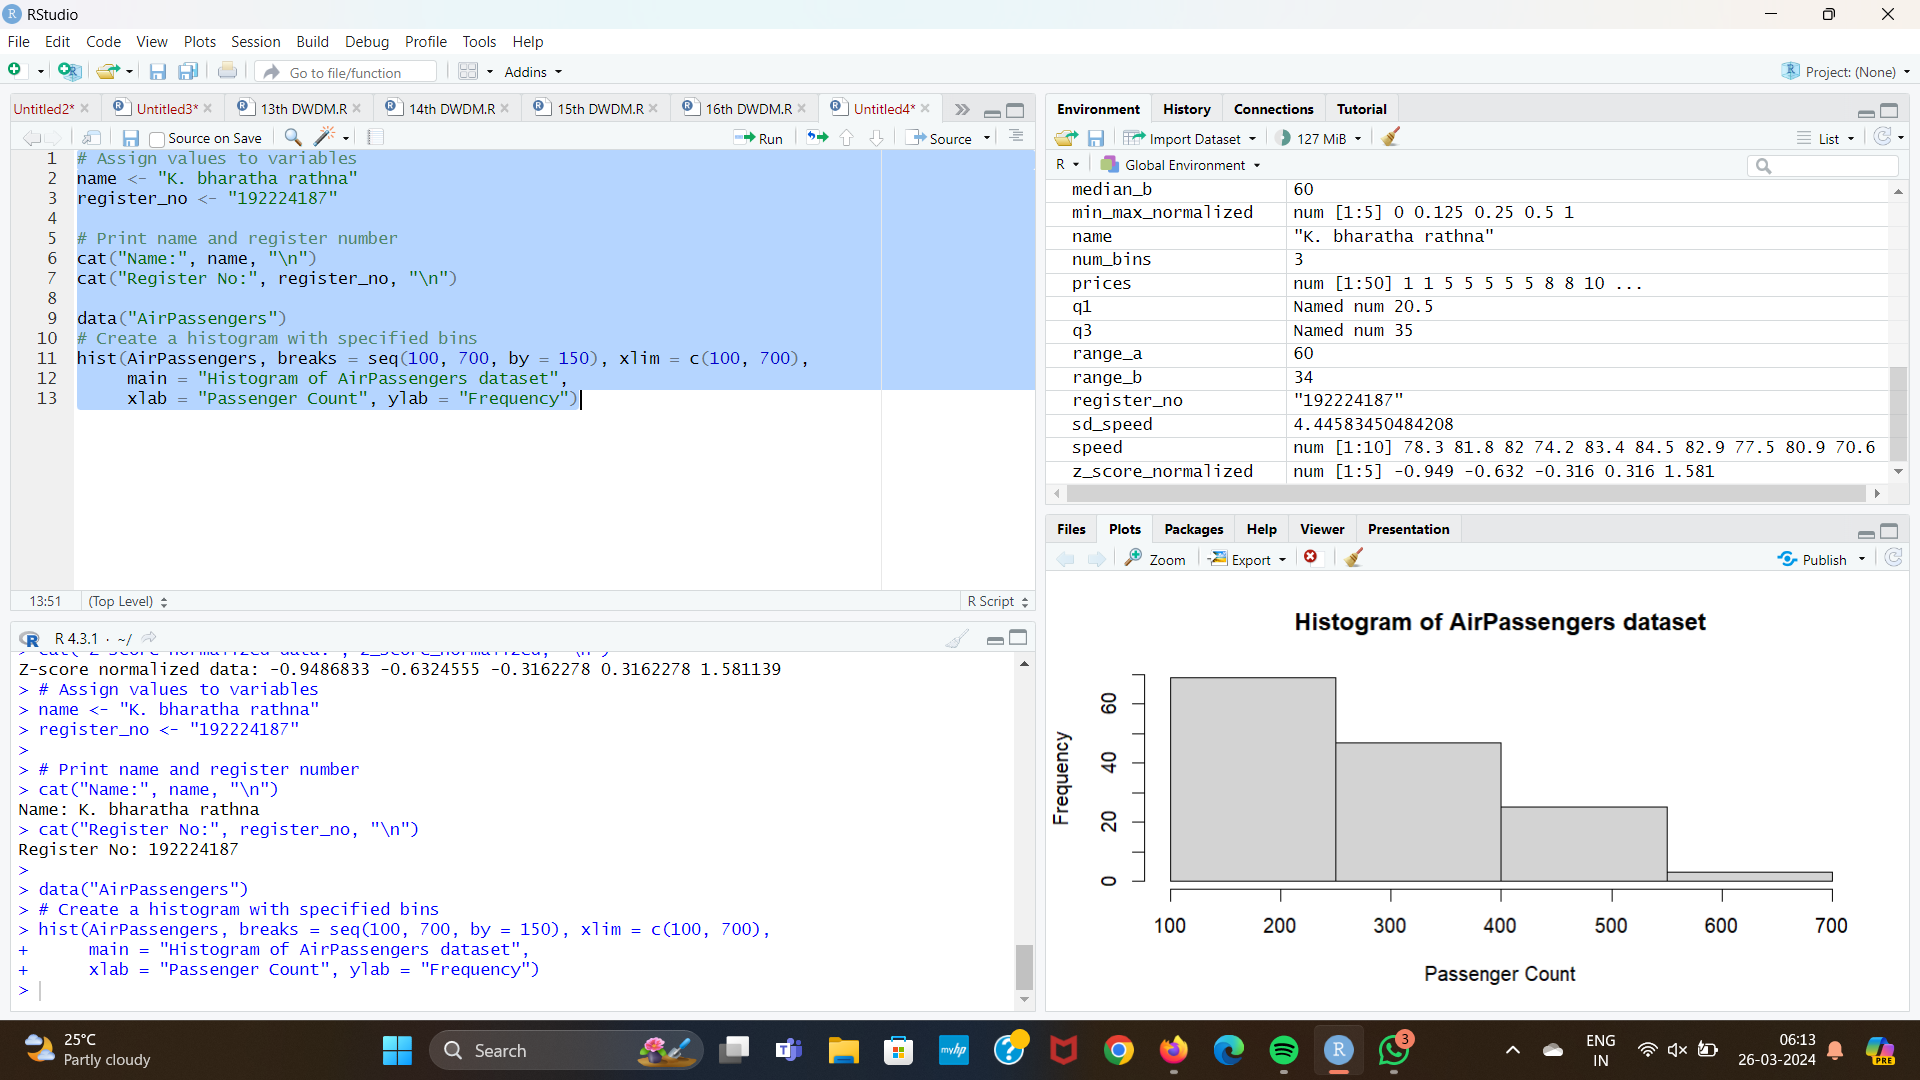 RStudio
File Edit Code View Plots Session Build Debug Profile Tools Help
Go to file/function Addins Project: (None)
Untitled2* Untitled3* 13th DWDM.R 14th DWDM.R 15th DWDM.R 16th DWDM.R Untitled4*
Source on Save Run Source
1 # Assign values to variables
2 name <- "K. bharatha rathna"
3 register_no <- "192224187"
4
5 # Print name and register number
6 cat("Name:", name, "\n")
7 cat("Register No:", register_no, "\n")
8
9 data("AirPassengers")
10 # Create a histogram with specified bins
11 hist(AirPassengers, breaks = seq(100, 700, by = 150), xlim = c(100, 700),
12 main = "Histogram of AirPassengers dataset",
13 xlab = "Passenger Count", ylab = "Frequency")
13:51 (Top Level) R Script
R 4.3.1 · ~/
> cat("Z-score normalized data:", z_score_normalized, "\n")
Z-score normalized data: -0.9486833 -0.6324555 -0.3162278 0.3162278 1.581139
> # Assign values to variables
> name <- "K. bharatha rathna"
> register_no <- "192224187"
>
> # Print name and register number
> cat("Name:", name, "\n")
Name: K. bharatha rathna
> cat("Register No:", register_no, "\n")
Register No: 192224187
>
> data("AirPassengers")
> # Create a histogram with specified bins
> hist(AirPassengers, breaks = seq(100, 700, by = 150), xlim = c(100, 700),
+ main = "Histogram of AirPassengers dataset",
+ xlab = "Passenger Count", ylab = "Frequency")
>
Environment History Connections Tutorial
Import Dataset 127 MiB List
R Global Environment
median_b 60
min_max_normalized num [1:5] 0 0.125 0.25 0.5 1
name "K. bharatha rathna"
num_bins 3
prices num [1:50] 1 1 5 5 5 5 5 8 8 10 ...
q1 Named num 20.5
q3 Named num 35
range_a 60
range_b 34
register_no "192224187"
sd_speed 4.44583450484208
speed num [1:10] 78.3 81.8 82 74.2 83.4 84.5 82.9 77.5 80.9 70.6
z_score_normalized num [1:5] -0.949 -0.632 -0.316 0.316 1.581
Files Plots Packages Help Viewer Presentation
Zoom Export Publish
Histogram of AirPassengers dataset
Frequency
60
40
20
0
100 200 300 400 500 600 700
Passenger Count
25°C
Partly cloudy
Search
myhp
3
ENG
IN
06:13
26-03-2024
PRE